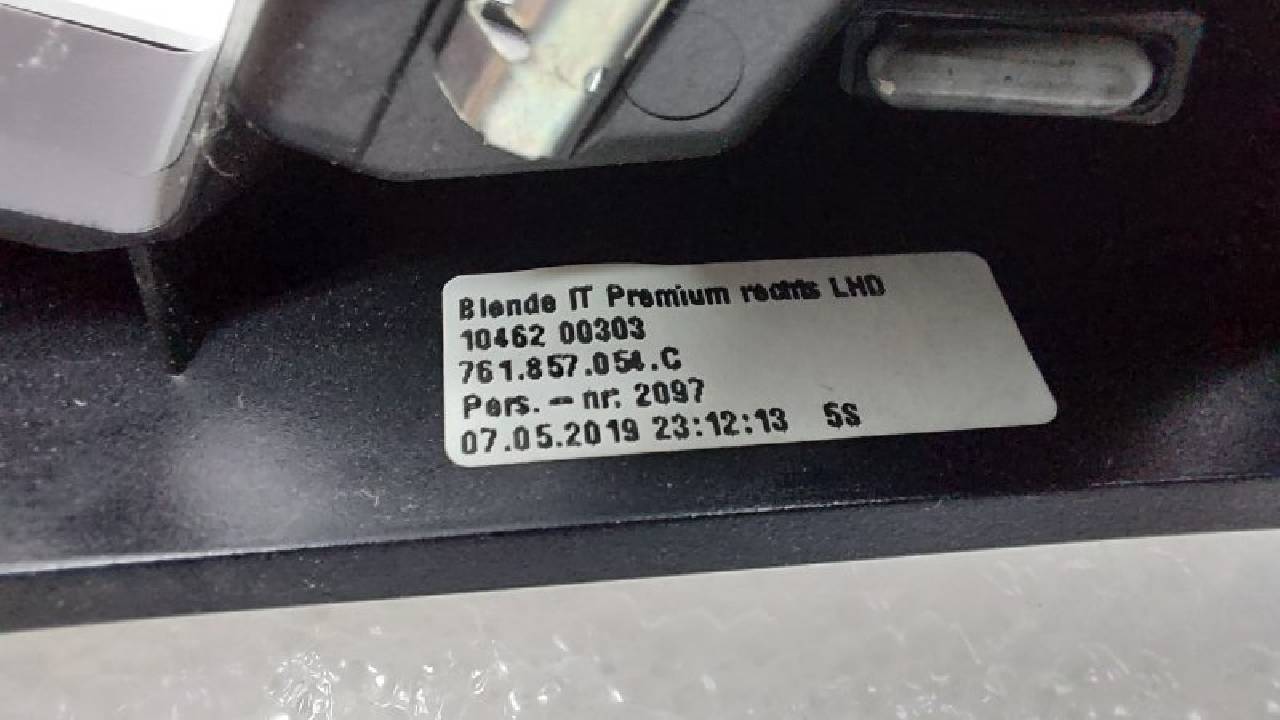 Blende IT Premium rechts LHD
10462 00303
761.857.054.C
Pers. - nr: 2097
07.05.2019 23:12:13 5S